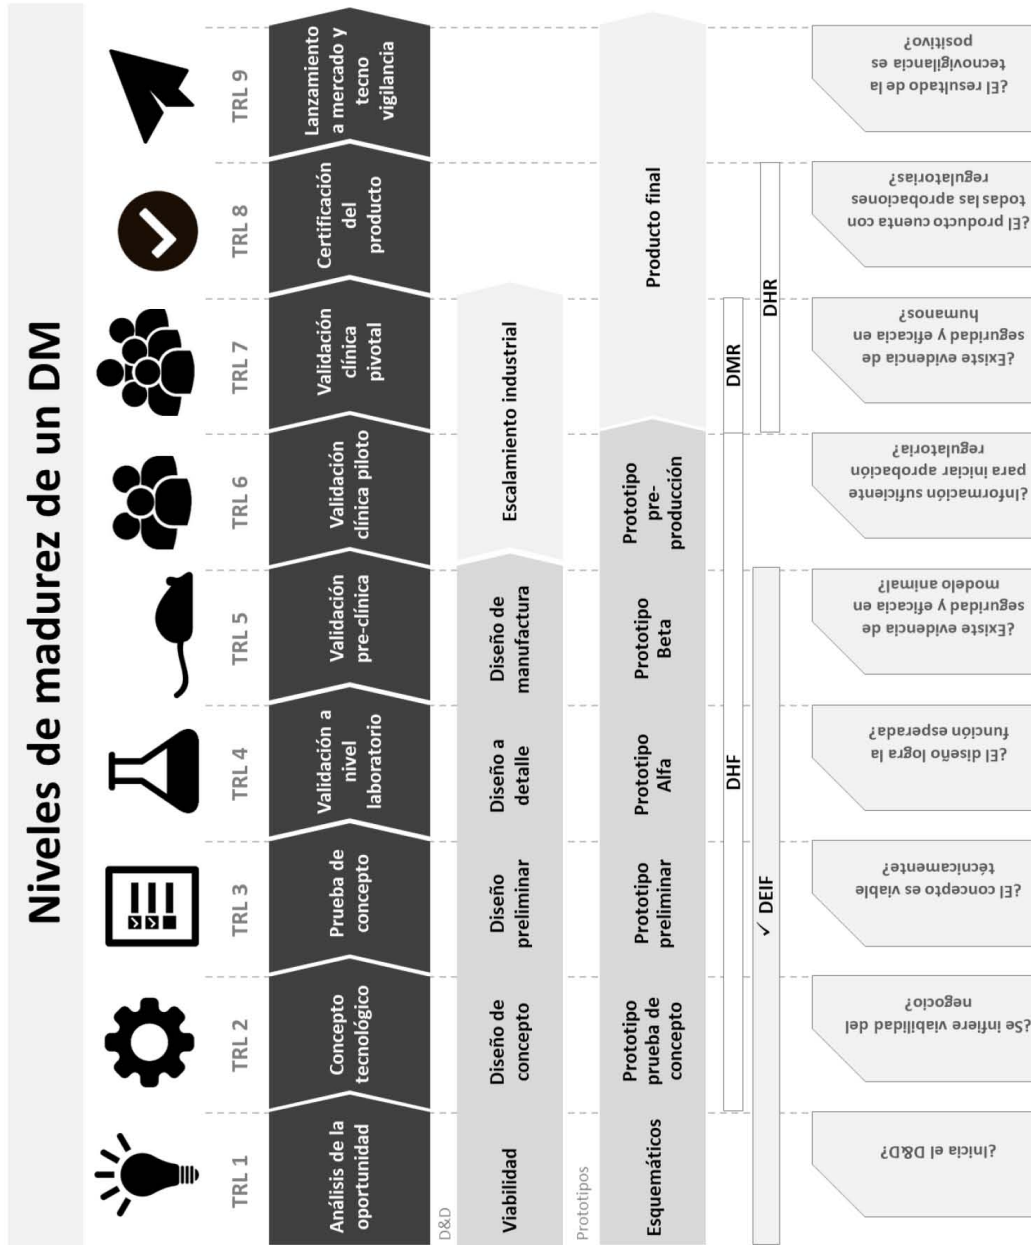 Niveles de madurez de un DM
TRL 1
TRL 2
TRL 3
TRL 4
TRL 5
TRL 6
TRL 7
TRL 8
TRL 9
Análisis de la
oportunidad
Concepto
tecnológico
Prueba de
concepto
Validación a
nivel
laboratorio
Validación
pre-clínica
Validación
clínica piloto
Validación
clínica
pivotal
Certificación
del
producto
Lanzamiento
a mercado y
tecno
vigilancia
D&D
Viabilidad
Diseño de
concepto
Diseño
preliminar
Diseño a
detalle
Diseño de
manufactura
Escalamiento industrial
Prototipos
Esquemáticos
Prototipo
prueba de
concepto
Prototipo
preliminar
Prototipo
Alfa
Prototipo
Beta
Prototipo
pre-
producción
Producto final
DHF
DMR
✓ DEIF
DHR
¿Inicia el D&D?
¿Se infiere viabilidad del
negocio?
¿El concepto es viable
técnicamente?
¿El diseño logra la
función esperada?
¿Existe evidencia de
seguridad y eficacia en
modelo animal?
¿Información suficiente
para iniciar aprobación
regulatoria?
¿Existe evidencia de
seguridad y eficacia en
humanos?
¿El producto cuenta con
todas las aprobaciones
regulatorias?
¿El resultado de la
tecnovigilancia es
positivo?